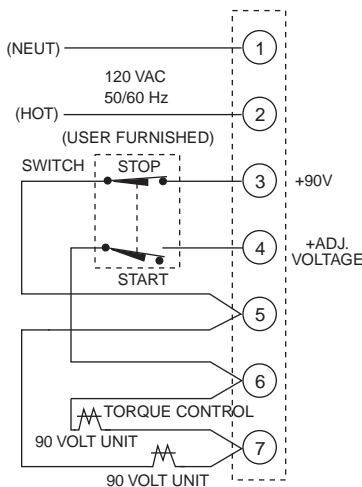 (NEUT)
1
120 VAC
50/60 Hz
(HOT)
2
(USER FURNISHED)
SWITCH
STOP
3
+90V
4
+ADJ.
VOLTAGE
START
5
6
TORQUE CONTROL
90 VOLT UNIT
7
90 VOLT UNIT